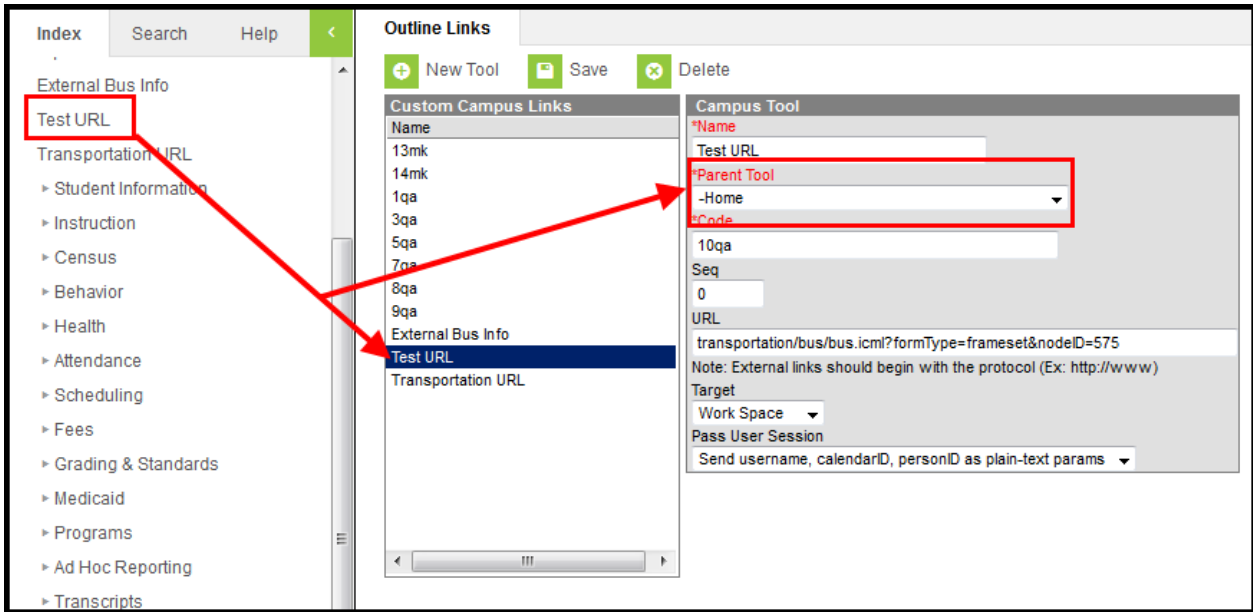 Index Search Help
External Bus Info
Test URL
Transportation URL
Student Information
Instruction
Census
Behavior
Health
Attendance
Scheduling
Fees
Grading & Standards
Medicaid
Programs
Ad Hoc Reporting
Transcripts
Outline Links
New Tool Save Delete
Custom Campus Links
Name
13mk
14mk
1qa
3qa
5qa
7qa
8qa
9qa
External Bus Info
Test URL
Transportation URL
Campus Tool
*Name
Test URL
*Parent Tool
-Home
*Code
10qa
Seq
0
URL
transportation/bus/bus.icml?formType=frameset&nodeID=575
Note: External links should begin with the protocol (Ex: http://www)
Target
Work Space
Pass User Session
Send username, calendarID, personID as plain-text params